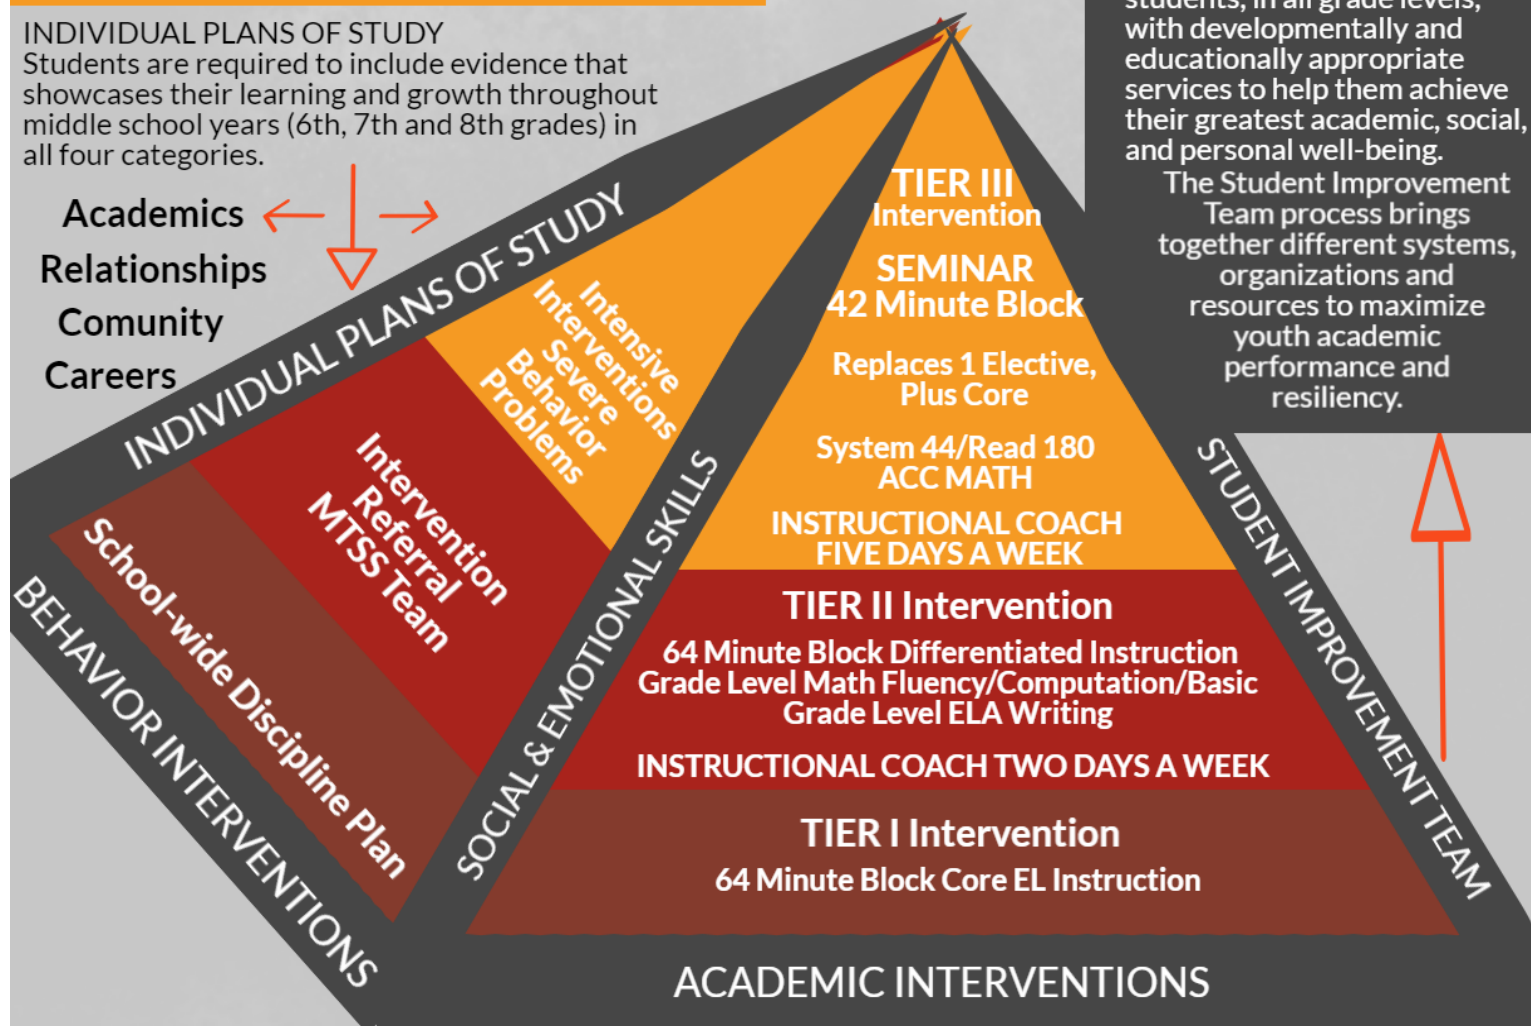 INDIVIDUAL PLANS OF STUDY
Students are required to include evidence that
showcases their learning and growth throughout
middle school years (6th, 7th and 8th grades) in
all four categories.
Academics
Relationships
Comunity
Careers
students, in all grade levels,
with developmentally and
educationally appropriate
services to help them achieve
their greatest academic, social,
and personal well-being.
The Student Improvement
Team process brings
together different systems,
organizations and
resources to maximize
youth academic
performance and
resiliency.
INDIVIDUAL PLANS OF STUDY
Intensive
Interventions
Severe
Behavior
Problems
Intervention
Referral
MTSS Team
School-wide Discipline Plan
BEHAVIOR INTERVENTIONS
SOCIAL & EMOTIONAL SKILLS
TIER III
Intervention
SEMINAR
42 Minute Block
Replaces 1 Elective,
Plus Core
System 44/Read 180
ACC MATH
INSTRUCTIONAL COACH
FIVE DAYS A WEEK
TIER II Intervention
64 Minute Block Differentiated Instruction
Grade Level Math Fluency/Computation/Basic
Grade Level ELA Writing
INSTRUCTIONAL COACH TWO DAYS A WEEK
TIER I Intervention
64 Minute Block Core EL Instruction
STUDENT IMPROVEMENT TEAM
ACADEMIC INTERVENTIONS